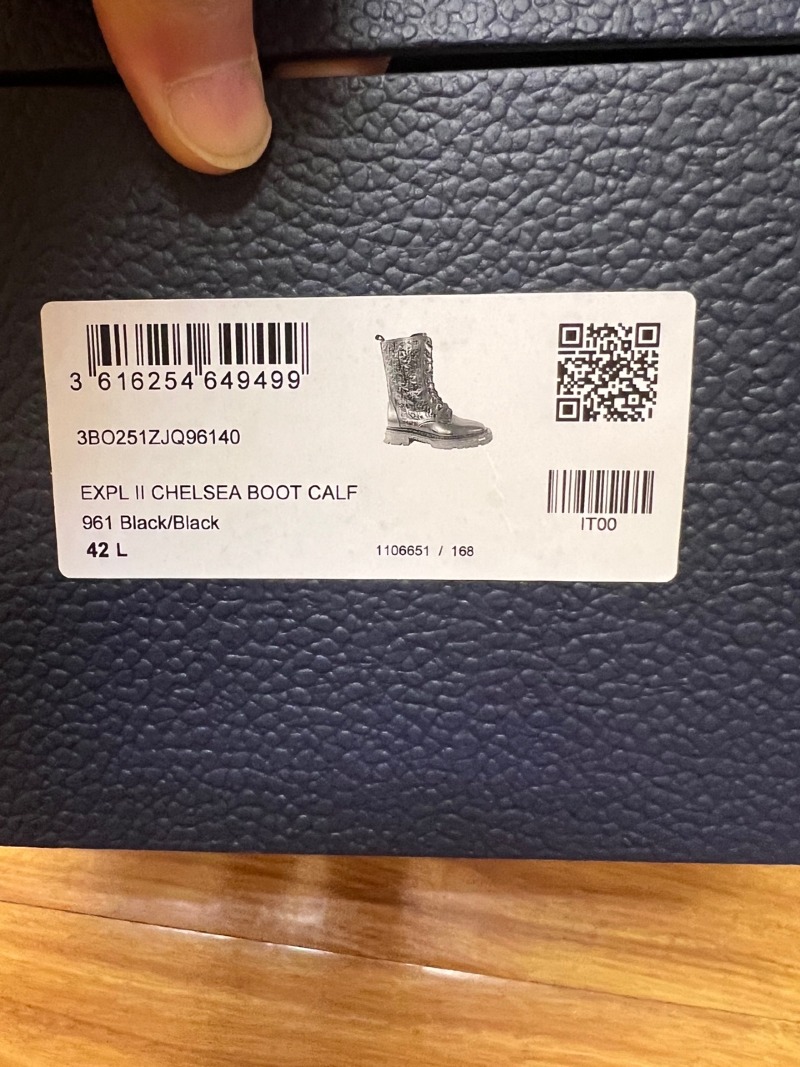 3 616254 649499
3BO251ZJQ96140
EXPL II CHELSEA BOOT CALF
961 Black/Black
42 L
1106651 / 168
IT00